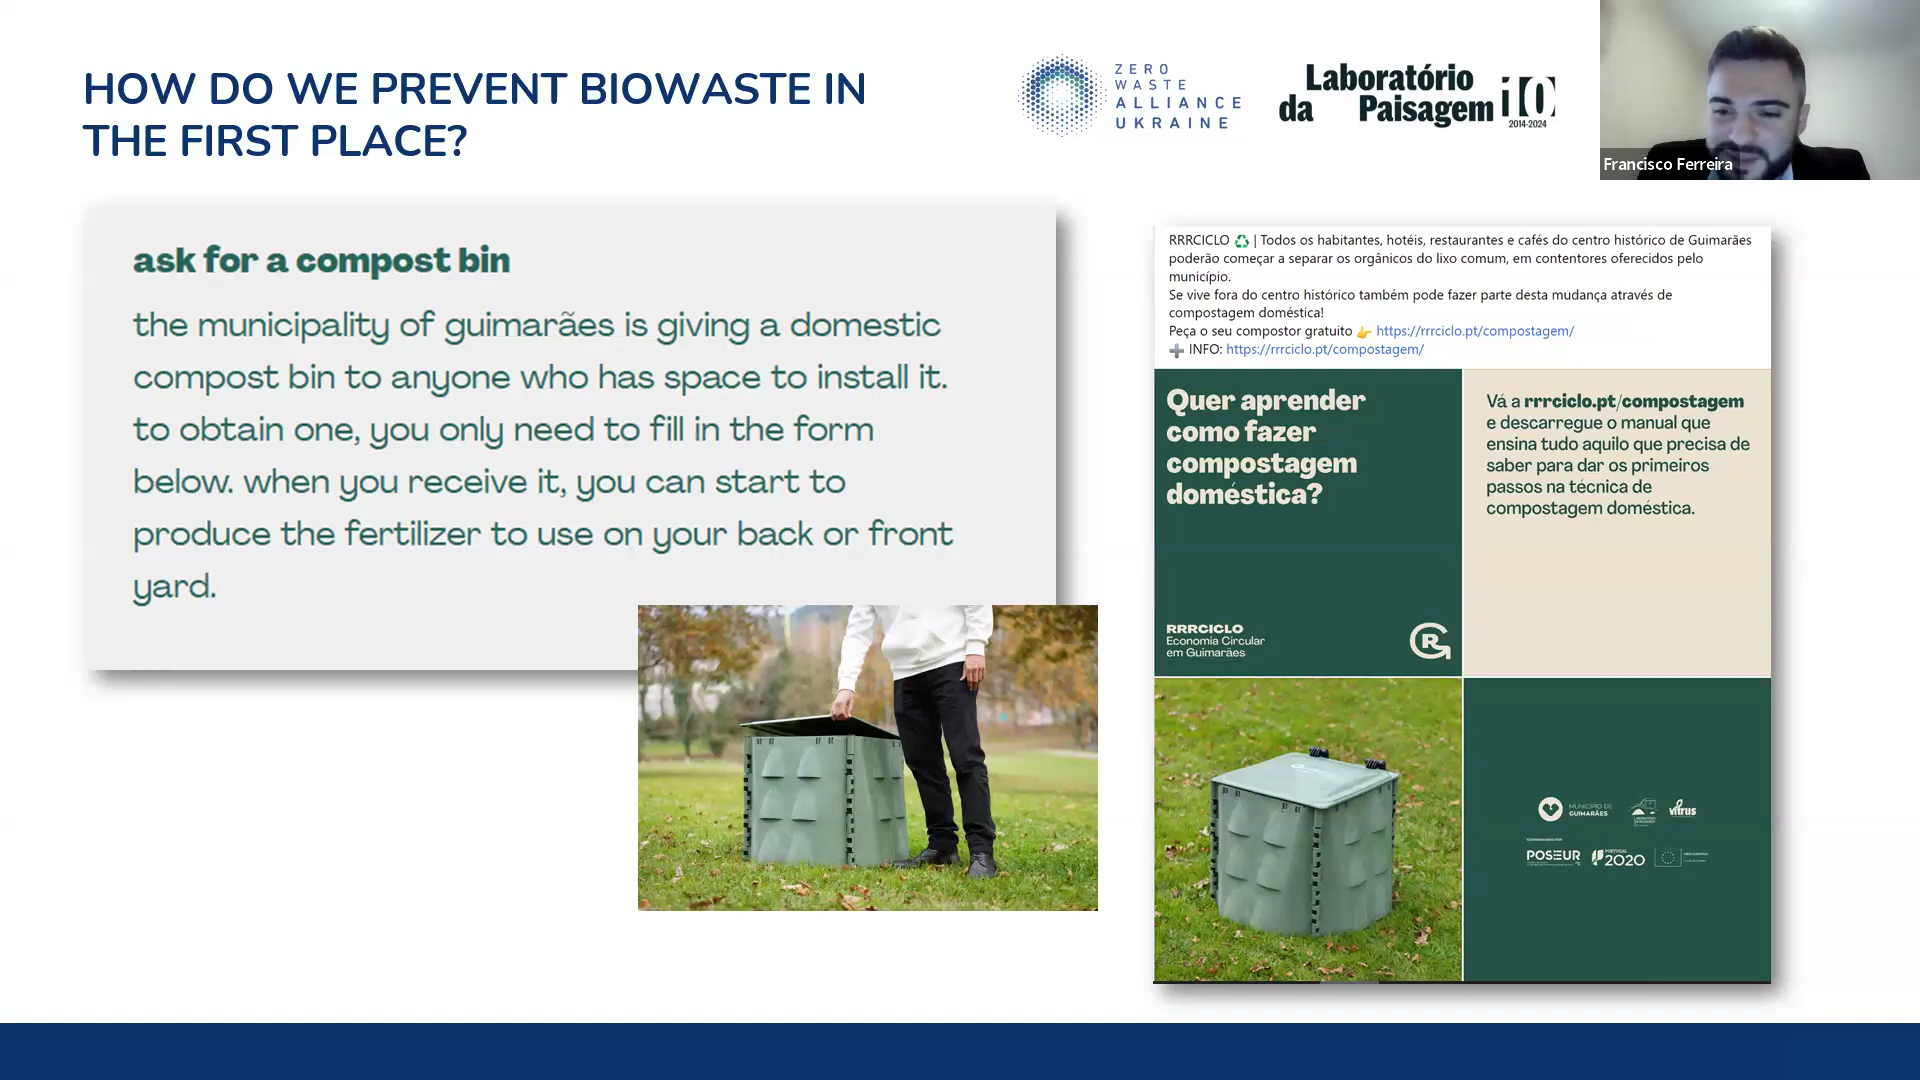 HOW DO WE PREVENT BIOWASTE IN
THE FIRST PLACE?
ZERO
WASTE
ALLIANCE
UKRAINE
Laboratório
da Paisagem
2014-2024
Francisco Ferreira
ask for a compost bin
the municipality of guimarães is giving a domestic
compost bin to anyone who has space to install it.
to obtain one, you only need to fill in the form
below. when you receive it, you can start to
produce the fertilizer to use on your back or front
yard.
RRRCICLO ♻️ | Todos os habitantes, hotéis, restaurantes e cafés do centro histórico de Guimarães
poderão começar a separar os orgânicos do lixo comum, em contentores oferecidos pelo
município.
Se vive fora do centro histórico também pode fazer parte desta mudança através de
compostagem doméstica!
Peça o seu compostor gratuito 👉 https://rrrciclo.pt/compostagem/
➕ INFO: https://rrrciclo.pt/compostagem/
Quer aprender
como fazer
compostagem
doméstica?
RRRCICLO
Economia Circular
em Guimarães
R
Vá a rrrciclo.pt/compostagem
e descarregue o manual que
ensina tudo aquilo que precisa de
saber para dar os primeiros
passos na técnica de
compostagem doméstica.
MUNICÍPIO DE
GUIMARÃES
vitrus
POSEUR
PORTUGAL
2020